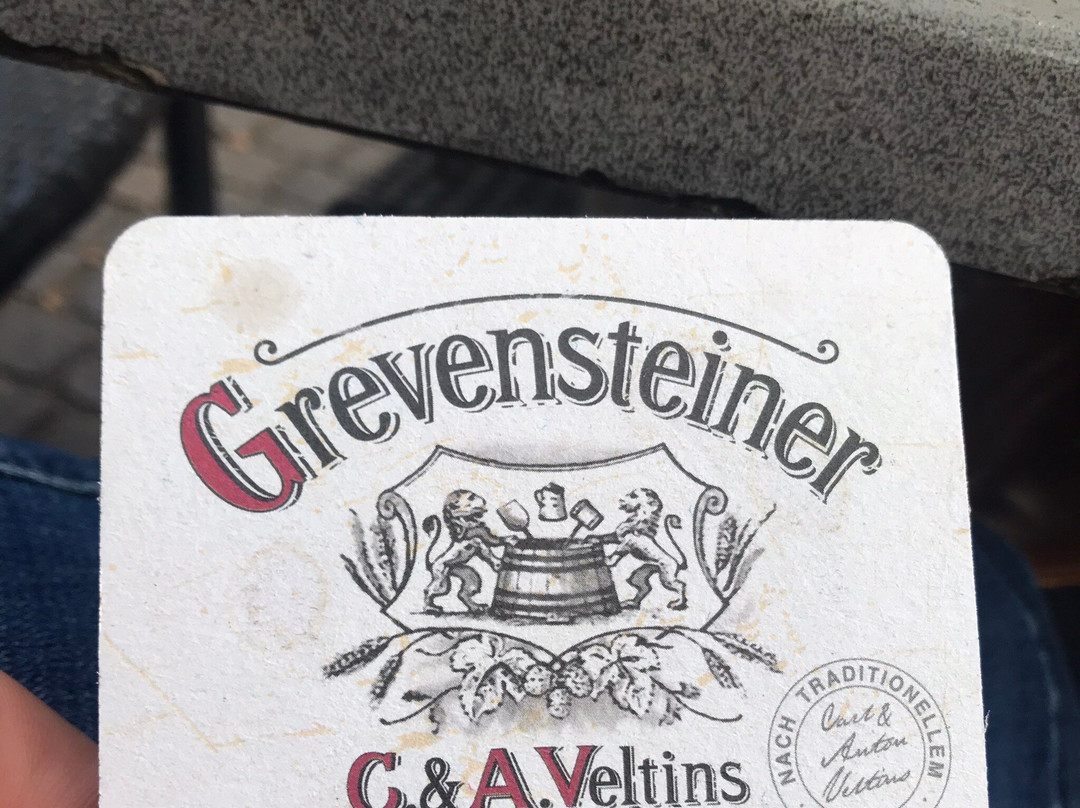 Grevensteiner
C.&A.Veltins
NACH TRADITIONELLEM
Carl &
Anton
Veltins